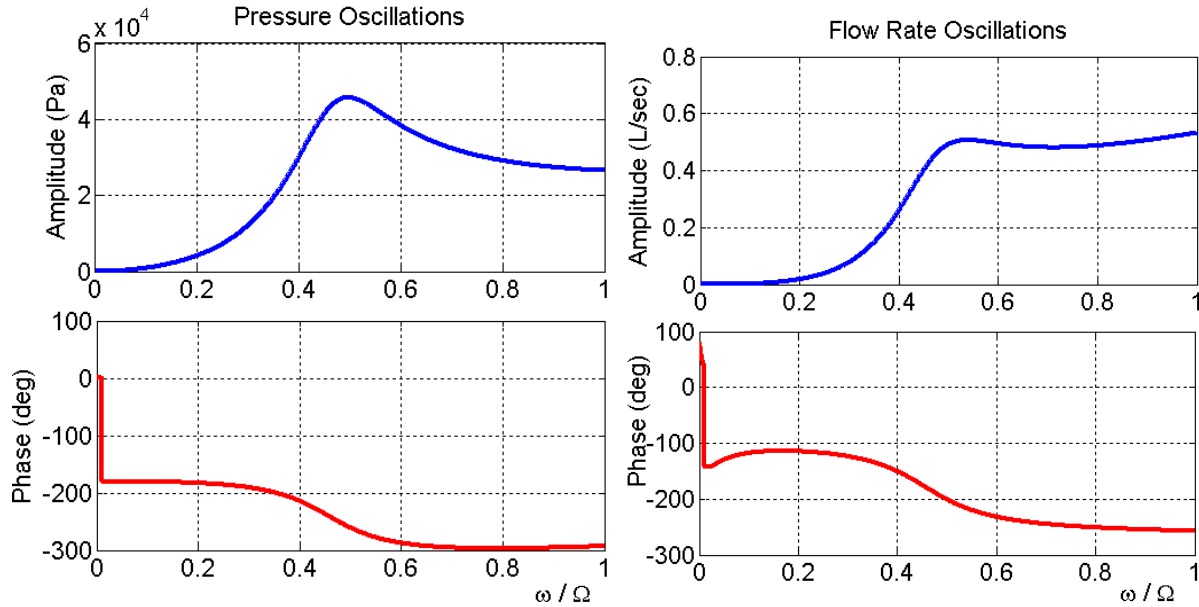 Pressure Oscillations
x 10⁴
Amplitude (Pa)
6
4
2
0
0 0.2 0.4 0.6 0.8 1
Flow Rate Oscillations
Amplitude (L/sec)
0.8
0.6
0.4
0.2
0
0 0.2 0.4 0.6 0.8 1
Phase (deg)
100
0
-100
-200
-300
0 0.2 0.4 0.6 0.8 1
ω / Ω
Phase (deg)
100
0
-100
-200
-300
0 0.2 0.4 0.6 0.8 1
ω / Ω